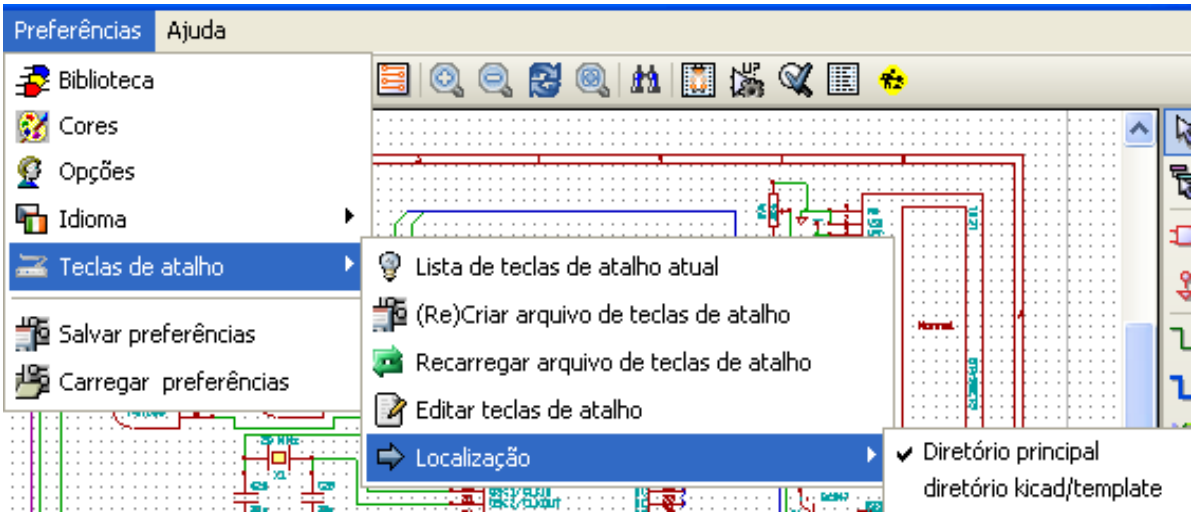 Preferências Ajuda
Biblioteca
Cores
Opções
Idioma
Teclas de atalho
Salvar preferências
Carregar preferências
Lista de teclas de atalho atual
(Re)Criar arquivo de teclas de atalho
Recarregar arquivo de teclas de atalho
Editar teclas de atalho
Localização
Diretório principal
diretório kicad/template
Normal
X1